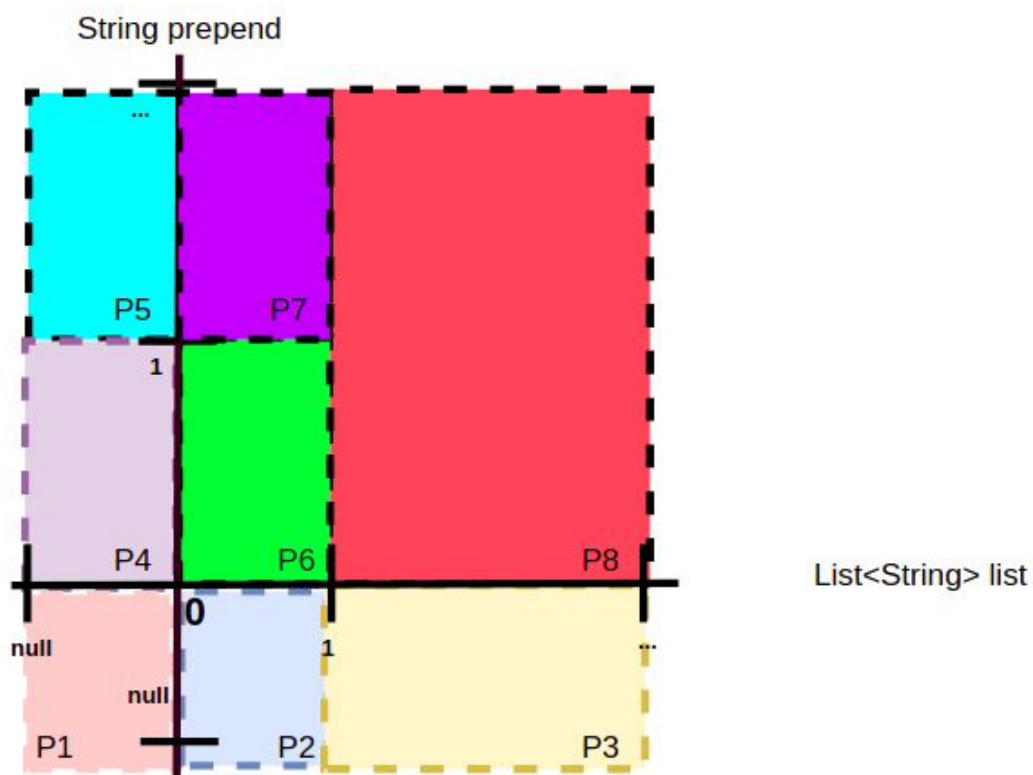 String prepend
...
P5 P7
1
P4 P6 P8
List<String> list
0
null 1 ...
null
P1 P2 P3